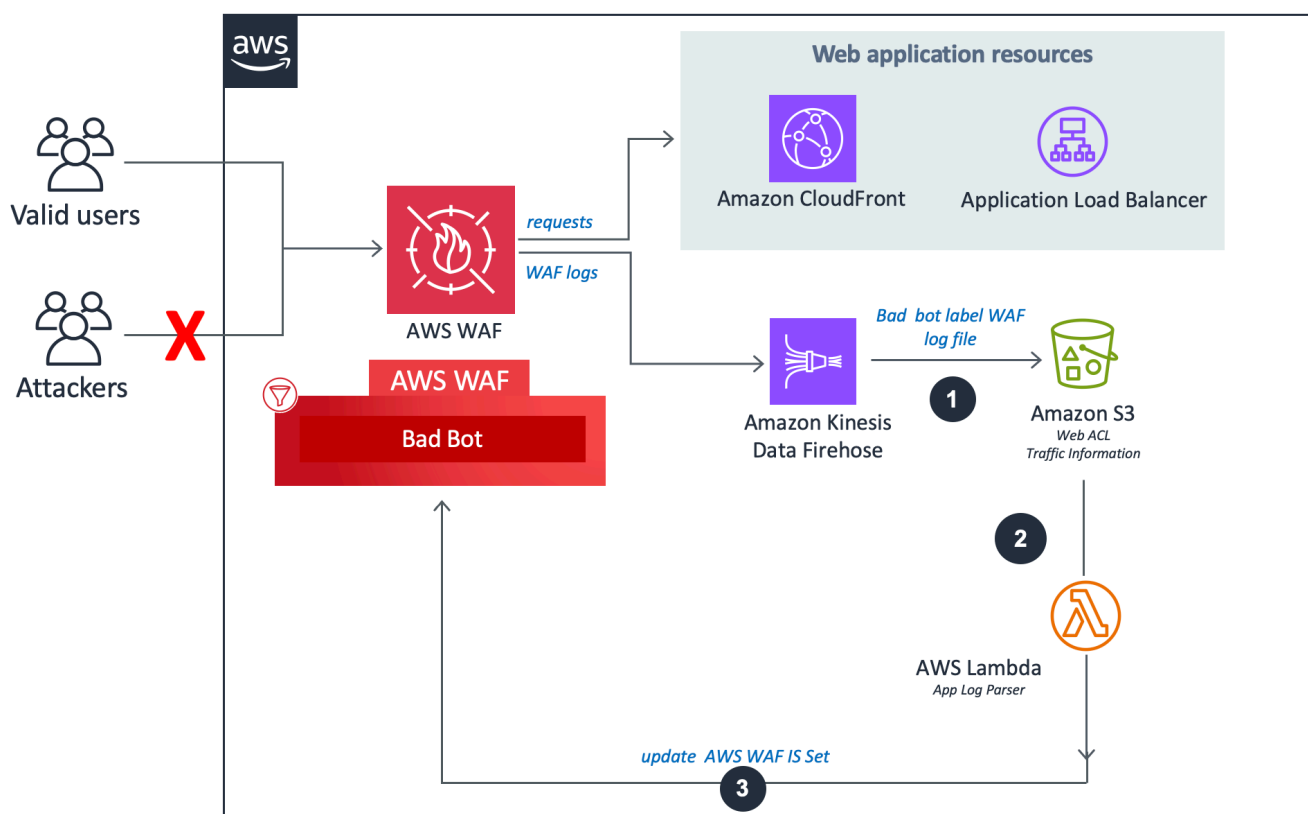 aws
Web application resources
Amazon CloudFront
Application Load Balancer
Valid users
Attackers
X
requests
WAF logs
AWS WAF
AWS WAF
Bad Bot
Amazon Kinesis
Data Firehose
Bad bot label WAF
log file
1
Amazon S3
Web ACL
Traffic Information
2
AWS Lambda
App Log Parser
update AWS WAF IS Set
3